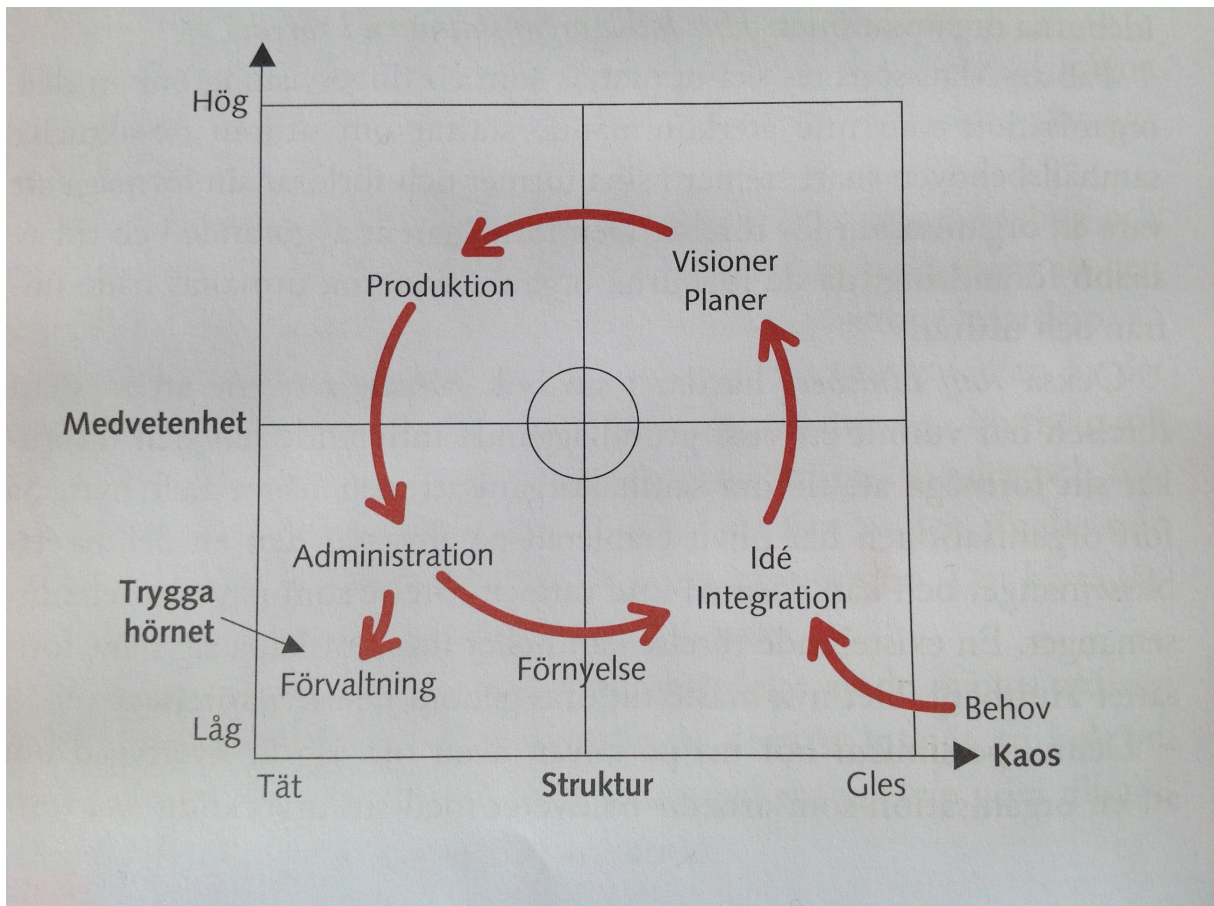 Hög
Visioner
Planer
Produktion
Medvetenhet
Administration
Idé
Integration
Trygga
hörnet
Förnyelse
Förvaltning
Behov
Låg
Kaos
Tät
Struktur
Gles